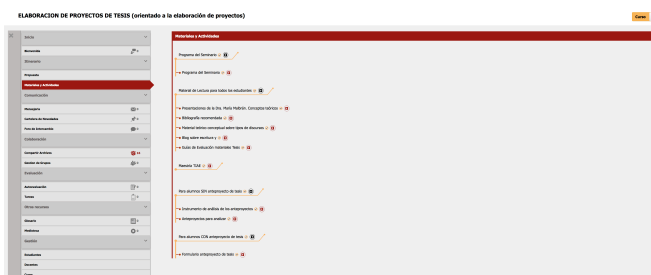 ELABORACION DE PROYECTOS DE TESIS (orientado a la elaboración de proyectos)
Curso
Inicio
Bienvenida
Itinerario
Propuesta
Materiales y Actividades
Comunicación
Mensajería
Cartelera de Novedades
Foro de Intercambio
Colaboración
Compartir Archivos
Gestión de Grupos
Evaluación
Autoevaluación
Tareas
Otros recursos
Glosario
Mediateca
Gestión
Estudiantes
Docentes
Materiales y Actividades
Programa del Seminario
Programa del Seminario
Material de Lectura para todos los estudiantes
Presentaciones de la Dra. María Malbrán. Conceptos teóricos
Bibliografía recomendada
Material teórico conceptual sobre tipos de discursos
Blog sobre escritura y
Guías de Evaluación materiales Tesis
Maestría TIAE
Para alumnos SIN anteproyecto de tesis
Instrumento de análisis de los anteproyectos
Anteproyectos para analizar
Para alumnos CON anteproyecto de tesis
Formulario anteproyecto de tesis